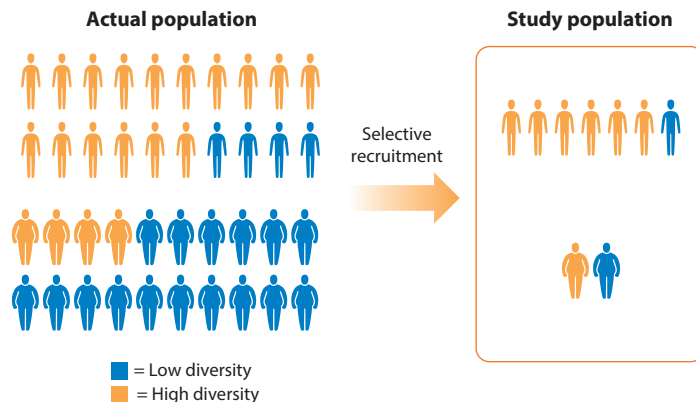 Actual population
Study population
Selective
recruitment
= Low diversity
= High diversity